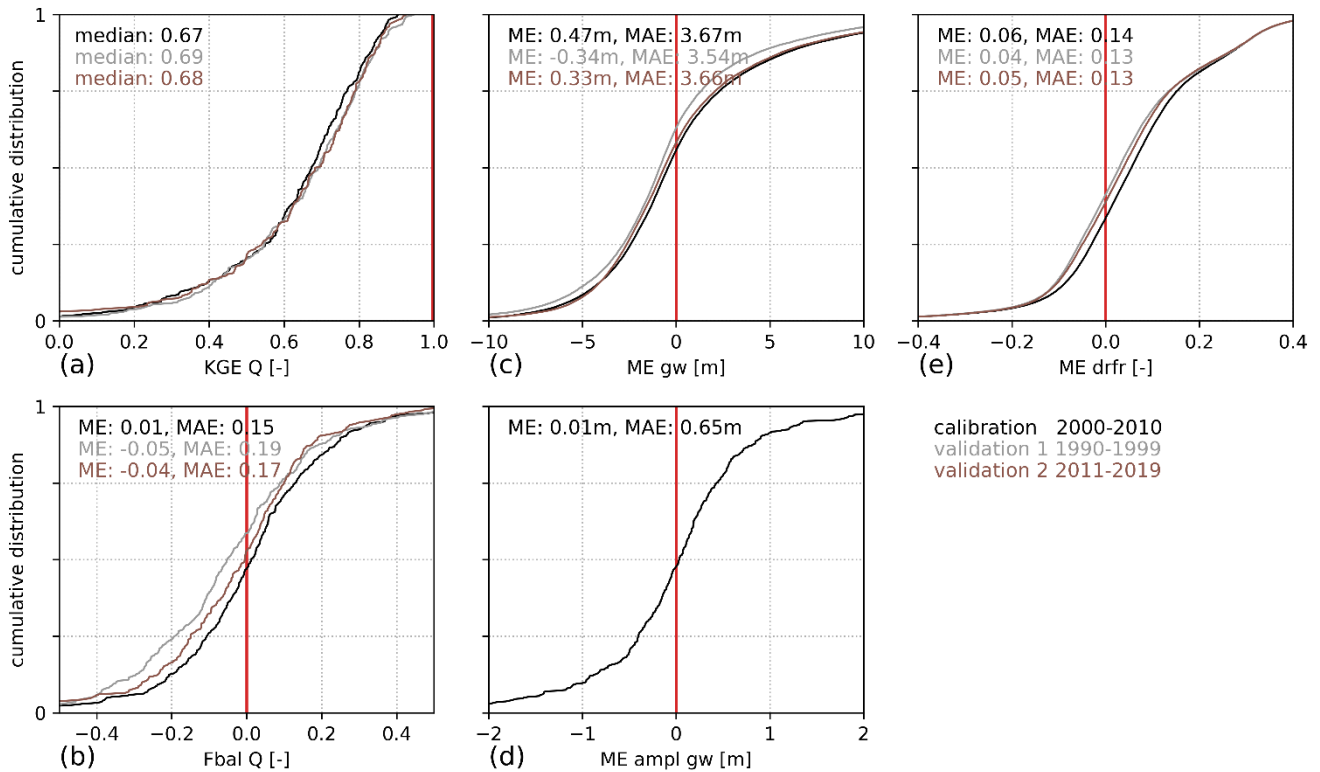 1
cumulative distribution
0
median: 0.67
median: 0.69
median: 0.68
0.0 0.2 0.4 0.6 0.8 1.0
(a)
KGE Q [-]
ME: 0.47m, MAE: 3.67m
ME: -0.34m, MAE: 3.54m
ME: 0.33m, MAE: 3.66m
−10 −5 0 5 10
(c)
ME gw [m]
ME: 0.06, MAE: 0.14
ME: 0.04, MAE: 0.13
ME: 0.05, MAE: 0.13
−0.4 −0.2 0.0 0.2 0.4
(e)
ME drfr [-]
1
cumulative distribution
0
ME: 0.01, MAE: 0.15
ME: -0.05, MAE: 0.19
ME: -0.04, MAE: 0.17
−0.4 −0.2 0.0 0.2 0.4
(b)
Fbal Q [-]
ME: 0.01m, MAE: 0.65m
−2 −1 0 1 2
(d)
ME ampl gw [m]
calibration 2000-2010
validation 1 1990-1999
validation 2 2011-2019